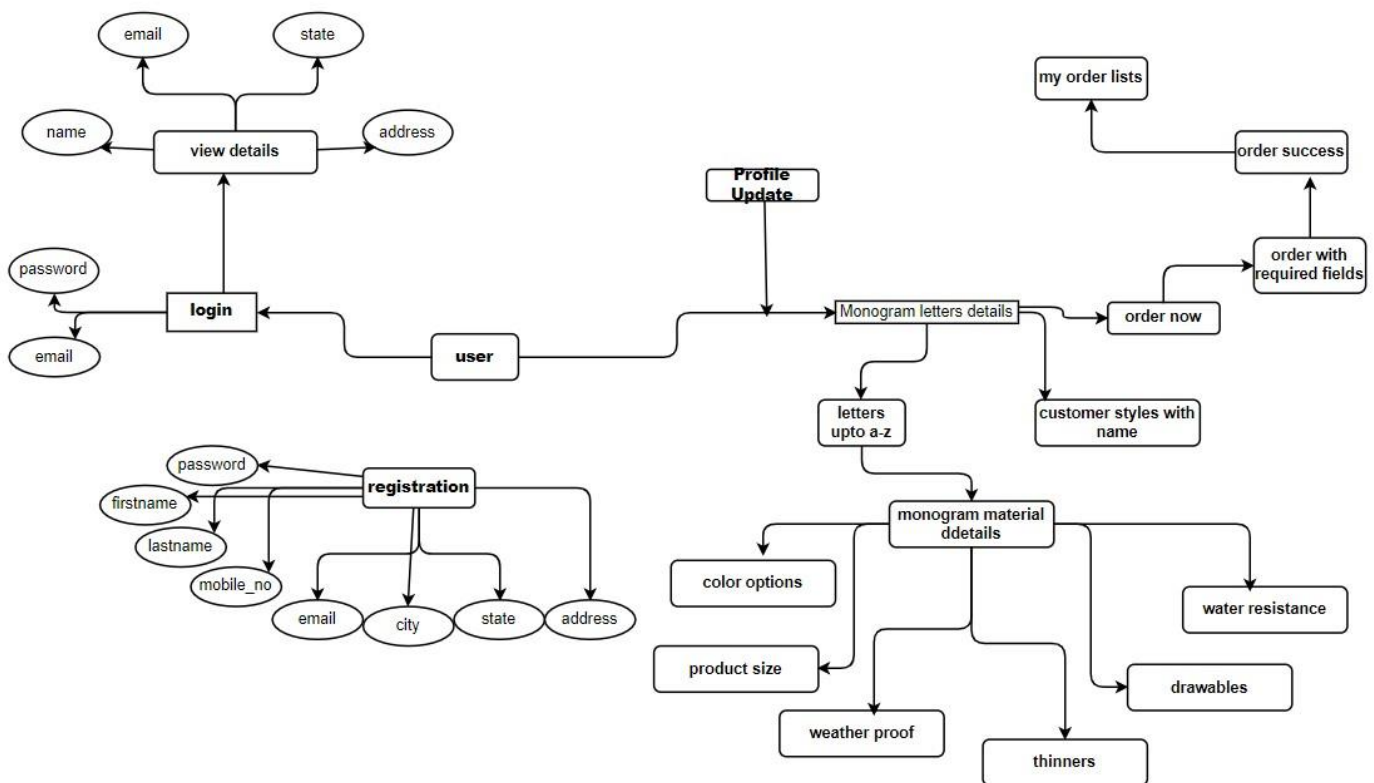 email
state
my order lists
name
view details
address
order success
Profile
Update
order with
required fields
password
login
Monogram letters details
order now
email
user
letters
upto a-z
customer styles with
name
password
registration
firstname
lastname
mobile_no
email
city
state
address
monogram material
ddetails
color options
water resistance
product size
drawables
weather proof
thinners